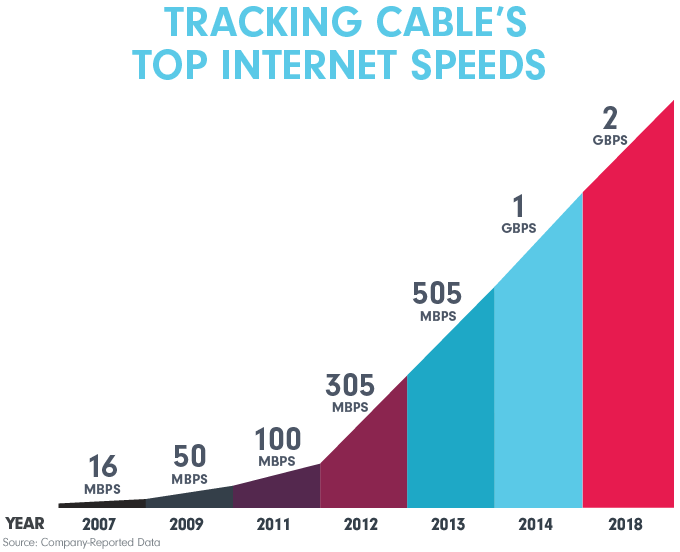 TRACKING CABLE'S
TOP INTERNET SPEEDS
2
GBPS
1
GBPS
505
MBPS
305
MBPS
100
MBPS
50
MBPS
16
MBPS
YEAR 2007 2009 2011 2012 2013 2014 2018
Source: Company-Reported Data